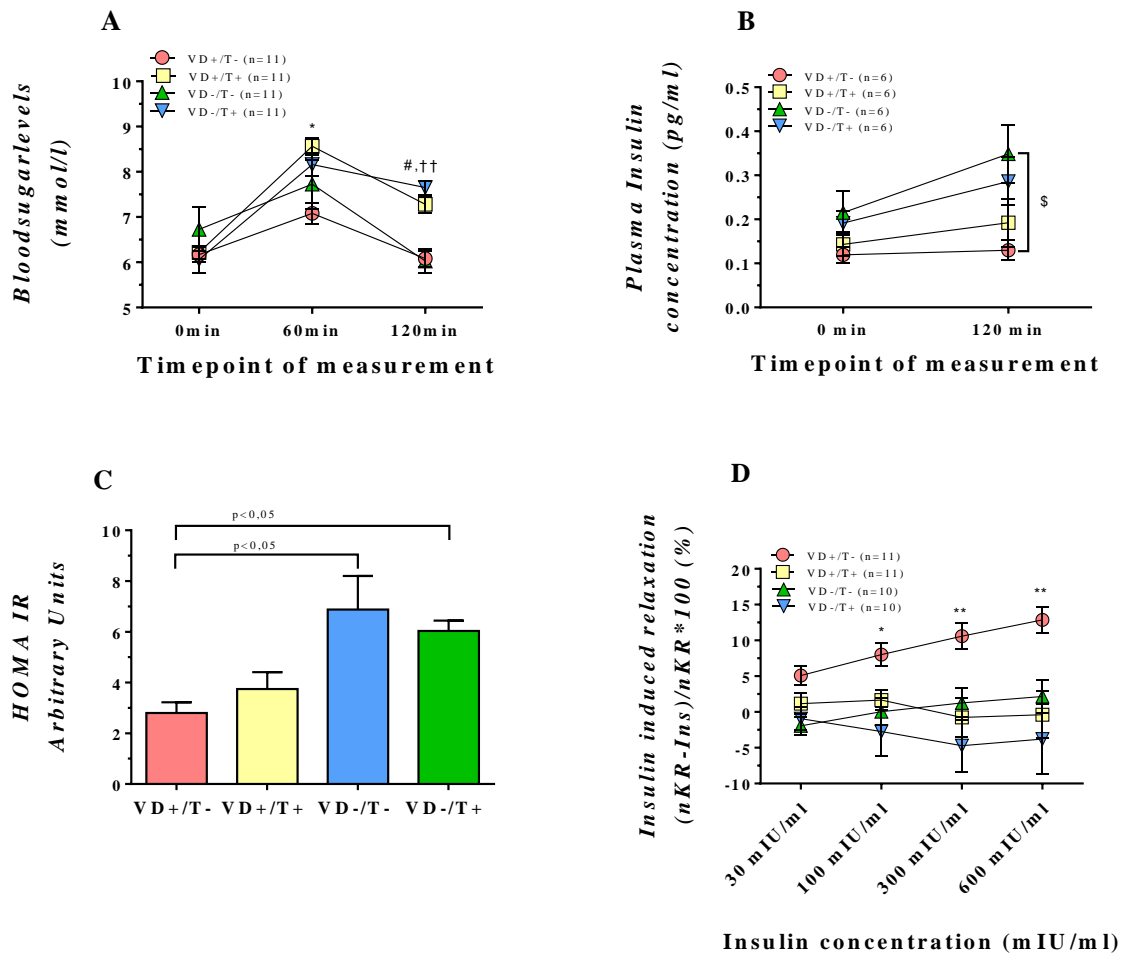 A
VD+/T- (n=11)
VD+/T+ (n=11)
VD-/T- (n=11)
VD-/T+ (n=11)
Bloodsugarlevels
(mmol/l)
10
9
8
7
6
5
*
#,††
0min
60min
120min
Timepoint of measurement
B
VD+/T- (n=6)
VD+/T+ (n=6)
VD-/T- (n=6)
VD-/T+ (n=6)
Plasma Insulin
concentration (pg/ml)
0.5
0.4
0.3
0.2
0.1
0.0
$
0 min
120 min
Timepoint of measurement
C
p<0,05
p<0,05
HOMA IR
Arbitrary Units
10
8
6
4
2
0
VD+/T-
VD+/T+
VD-/T-
VD-/T+
D
VD+/T- (n=11)
VD+/T+ (n=11)
VD-/T- (n=10)
VD-/T+ (n=10)
Insulin induced relaxation
(nKR-Ins)/nKR*100 (%)
20
15
10
5
0
-5
-10
*
**
**
30 mIU/ml
100 mIU/ml
300 mIU/ml
600 mIU/ml
Insulin concentration (mIU/ml)